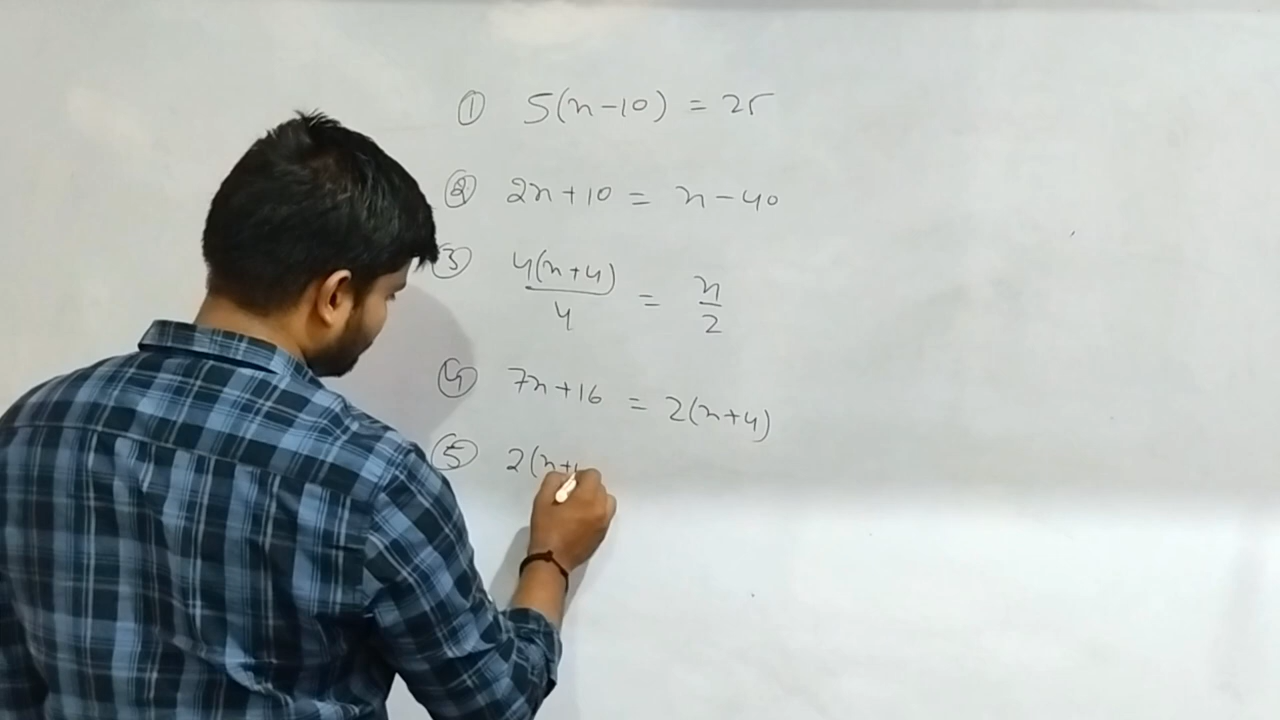 ① 5(x-10) = 25
② 2x+10 = x-40
③ 4(x+4)/4 = x/2
④ 7x+16 = 2(x+4)
⑤ 2(x+